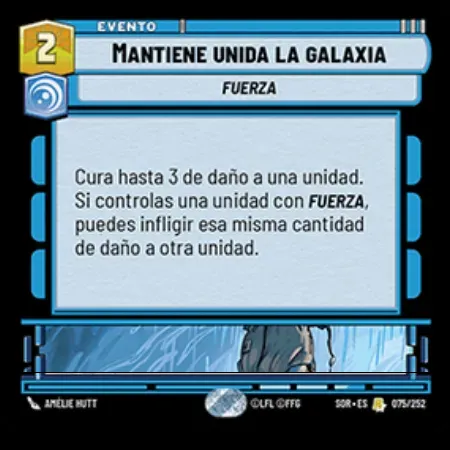 EVENTO
2
MANTIENE UNIDA LA GALAXIA
FUERZA
Cura hasta 3 de daño a una unidad.
Si controlas una unidad con FUERZA,
puedes infligir esa misma cantidad
de daño a otra unidad.
AMÉLIE HUTT
©LFL ©FFG
SOR•ES
075/252